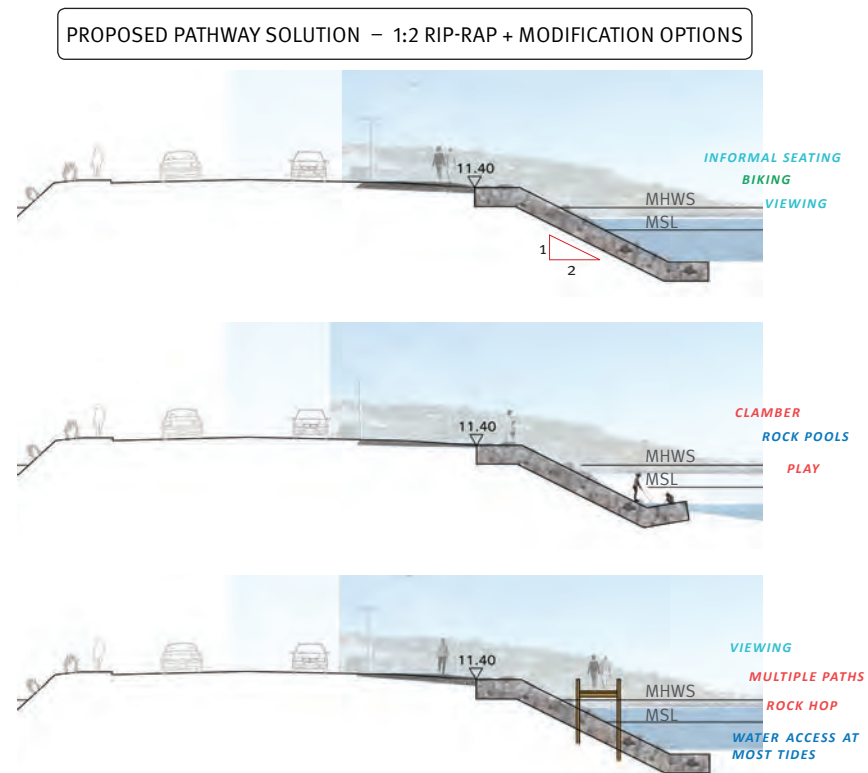 PROPOSED PATHWAY SOLUTION – 1:2 RIP-RAP + MODIFICATION OPTIONS
11.40
INFORMAL SEATING
BIKING
MHWS
VIEWING
MSL
1
2
11.40
CLAMBER
ROCK POOLS
MHWS
PLAY
MSL
11.40
VIEWING
MULTIPLE PATHS
MHWS
ROCK HOP
MSL
WATER ACCESS AT
MOST TIDES